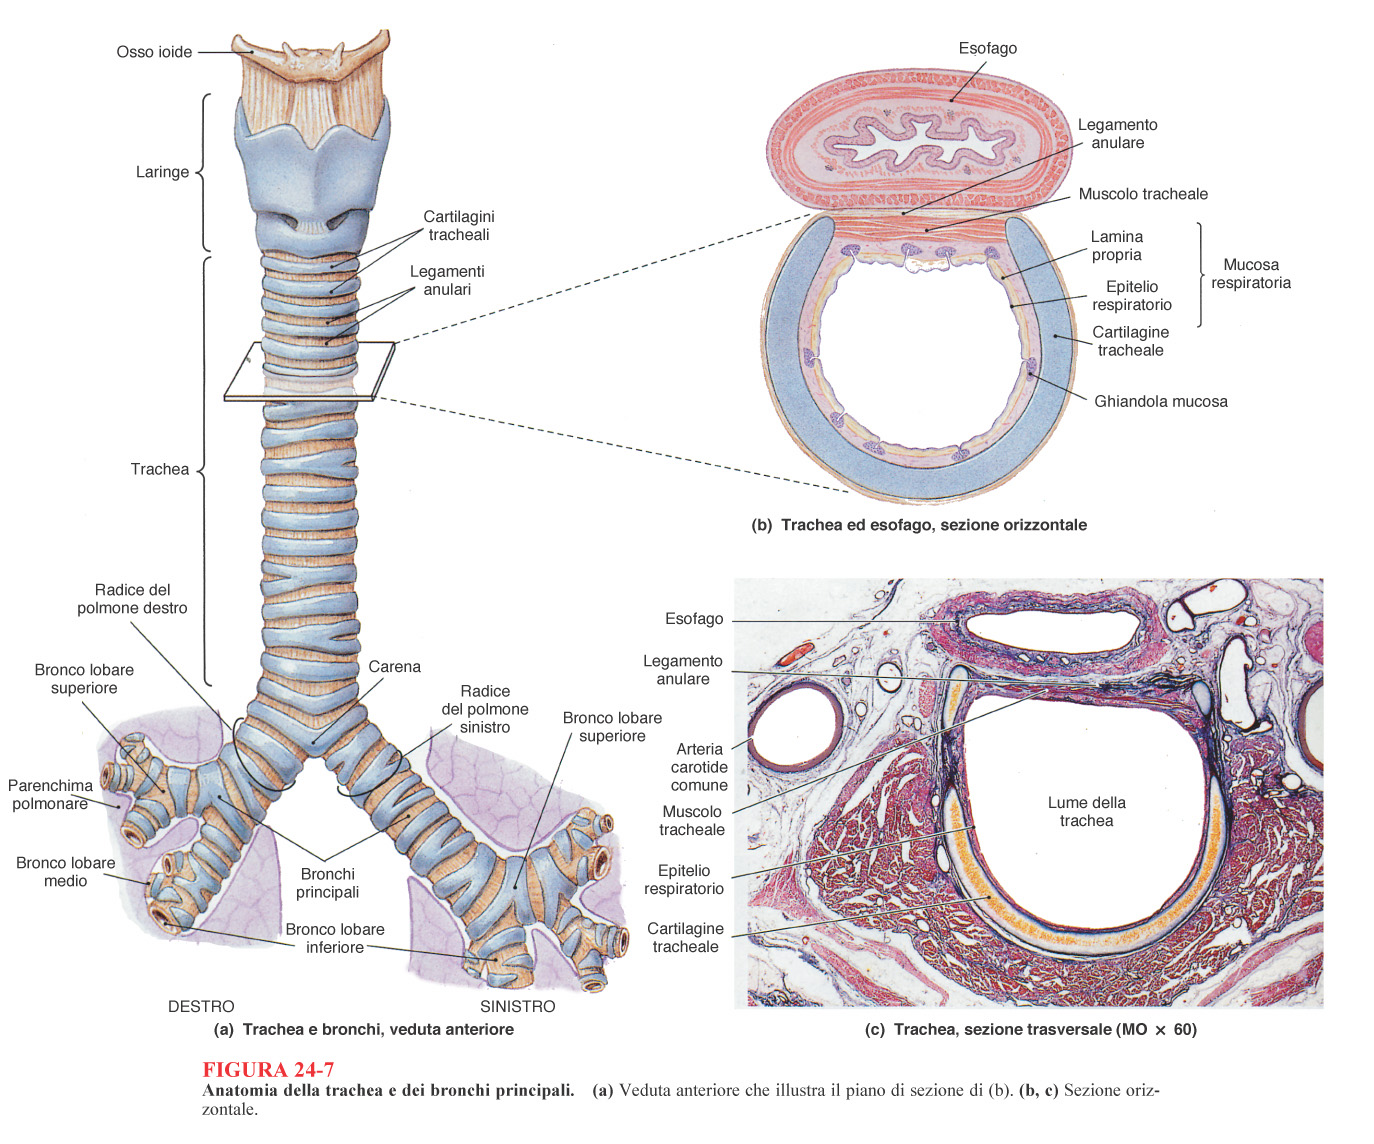 Osso ioide
Laringe
Cartilagini
tracheali
Legamenti
anulari
Trachea
Radice del
polmone destro
Bronco lobare
superiore
Parenchima
polmonare
Bronco lobare
medio
Carena
Radice
del polmone
sinistro
Bronco lobare
superiore
Bronchi
principali
Bronco lobare
inferiore
DESTRO
SINISTRO
(a) Trachea e bronchi, veduta anteriore
Esofago
Legamento
anulare
Muscolo tracheale
Lamina
propria
Epitelio
respiratorio
Mucosa
respiratoria
Cartilagine
tracheale
Ghiandola mucosa
(b) Trachea ed esofago, sezione orizzontale
Esofago
Legamento
anulare
Arteria
carotide
comune
Muscolo
tracheale
Epitelio
respiratorio
Cartilagine
tracheale
Lume della
trachea
(c) Trachea, sezione trasversale (MO × 60)
FIGURA 24-7
Anatomia della trachea e dei bronchi principali. (a) Veduta anteriore che illustra il piano di sezione di (b). (b, c) Sezione oriz-
zontale.